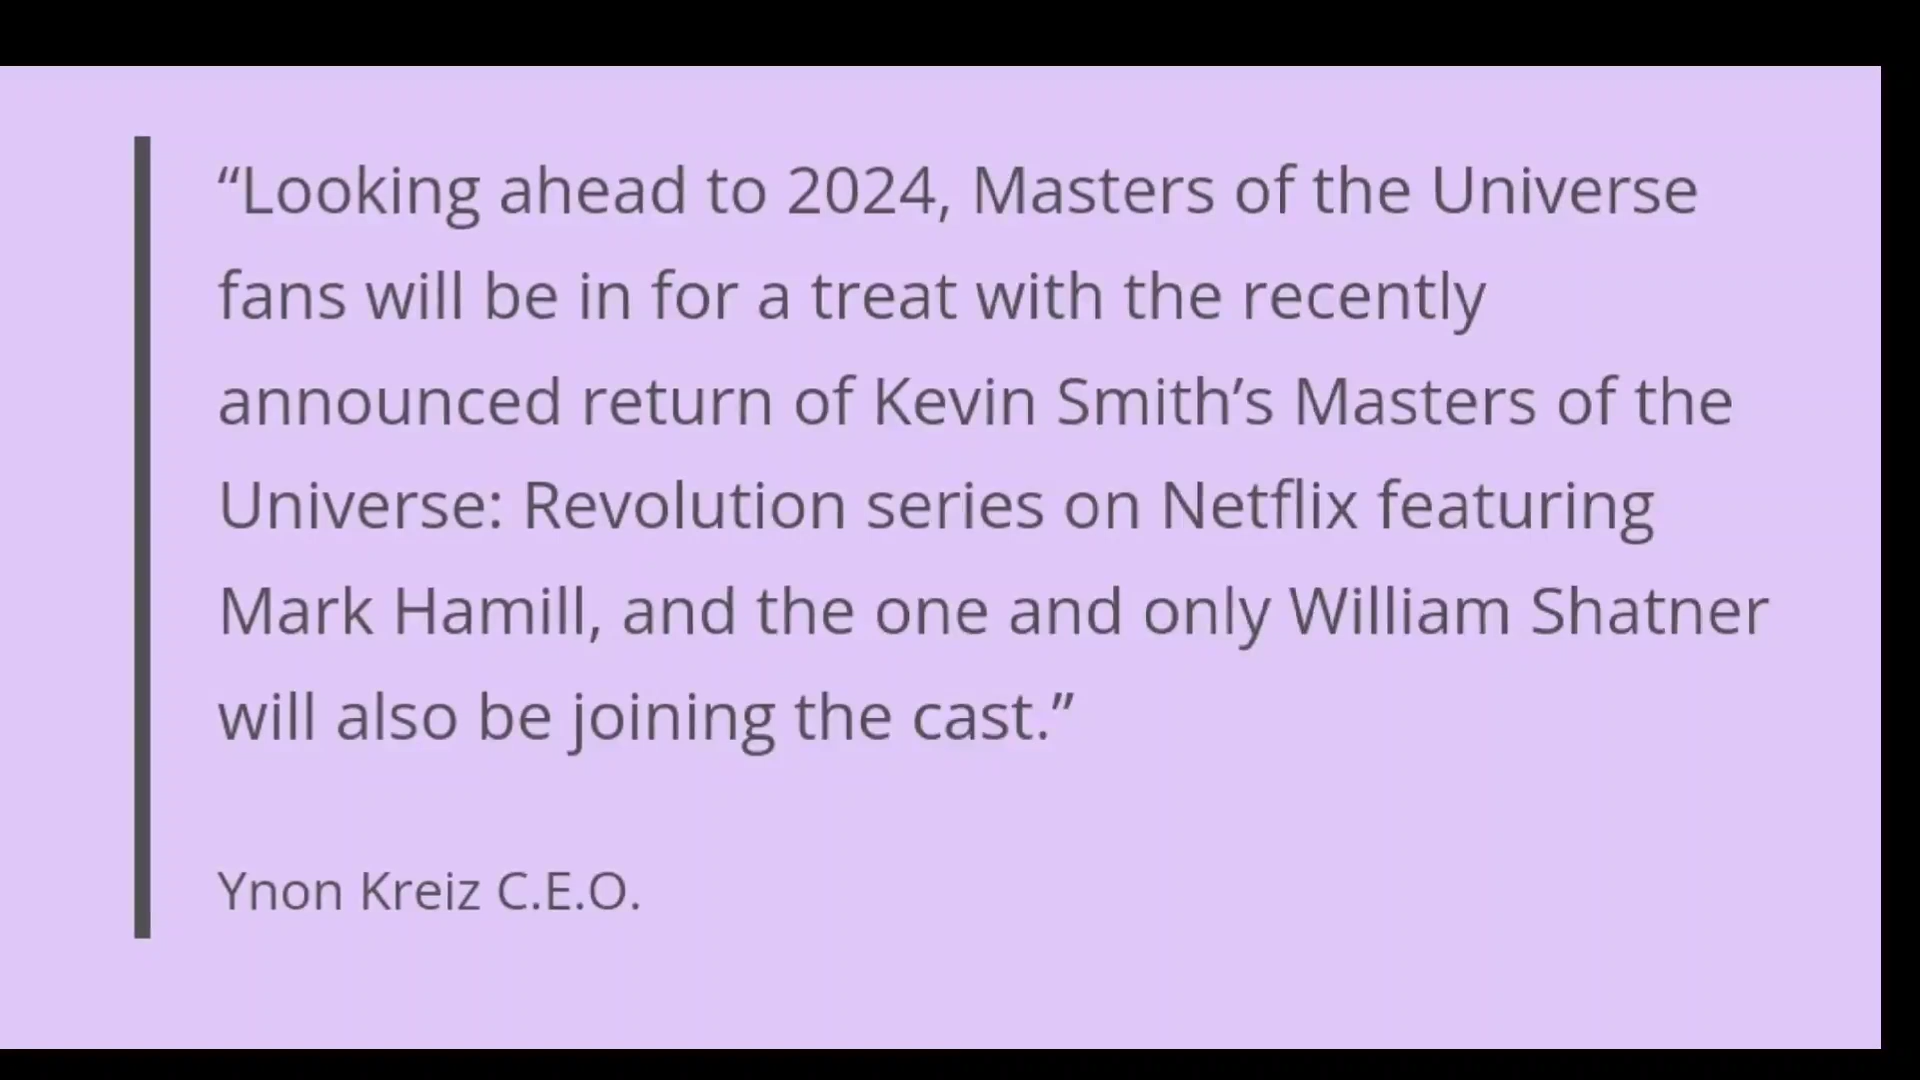 “Looking ahead to 2024, Masters of the Universe
fans will be in for a treat with the recently
announced return of Kevin Smith’s Masters of the
Universe: Revolution series on Netflix featuring
Mark Hamill, and the one and only William Shatner
will also be joining the cast.”
Ynon Kreiz C.E.O.